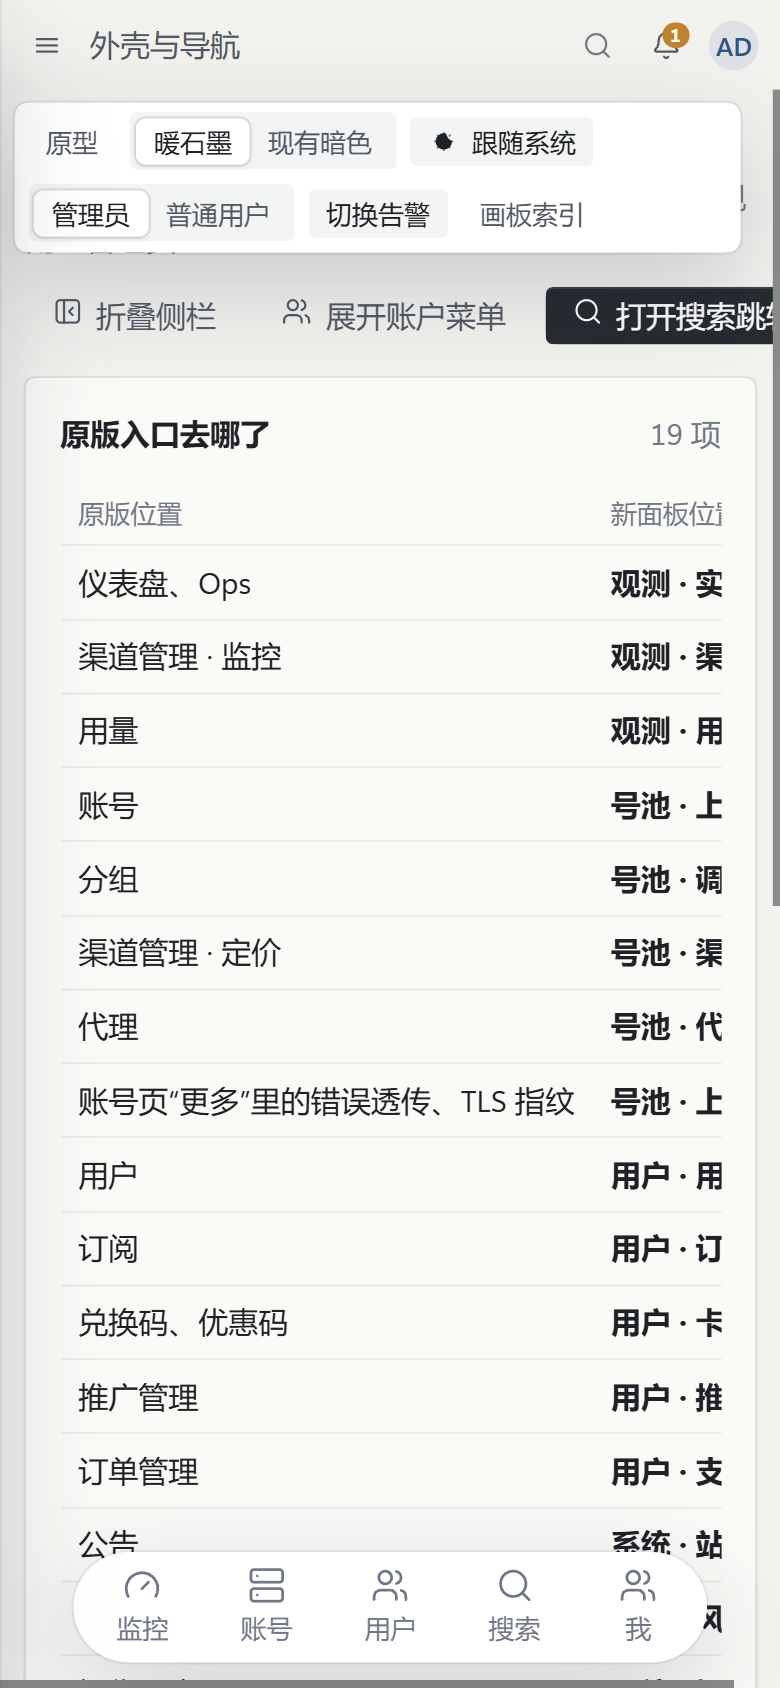 外壳与导航
1
AD
原型 暖石墨 现有暗色 跟随系统
管理员 普通用户 切换告警 画板索引
折叠侧栏 展开账户菜单 打开搜索跳
原版入口去哪了 19 项
原版位置 新面板位
仪表盘、Ops 观测 · 实
渠道管理 · 监控 观测 · 渠
用量 观测 · 用
账号 号池 · 上
分组 号池 · 调
渠道管理 · 定价 号池 · 渠
代理 号池 · 代
账号页“更多”里的错误透传、TLS 指纹 号池 · 上
用户 用户 · 用
订阅 用户 · 订
兑换码、优惠码 用户 · 卡
推广管理 用户 · 推
订单管理 用户 · 支
公告 系统 · 站
监控 账号 用户 搜索 我